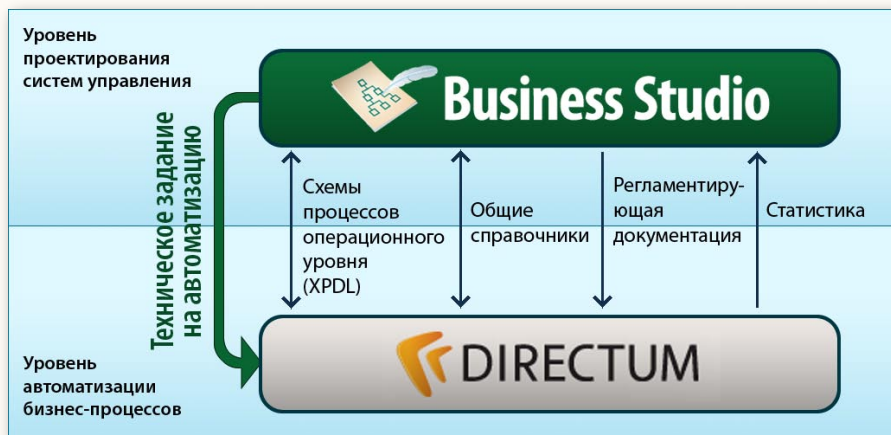 Уровень
проектирования
систем управления
Business Studio
Техническое задание
на автоматизацию
Схемы
процессов
операционного
уровня
(XPDL)
Общие
справочники
Регламентиру-
ющая
документация
Статистика
Уровень
автоматизации
бизнес-процессов
DIRECTUM